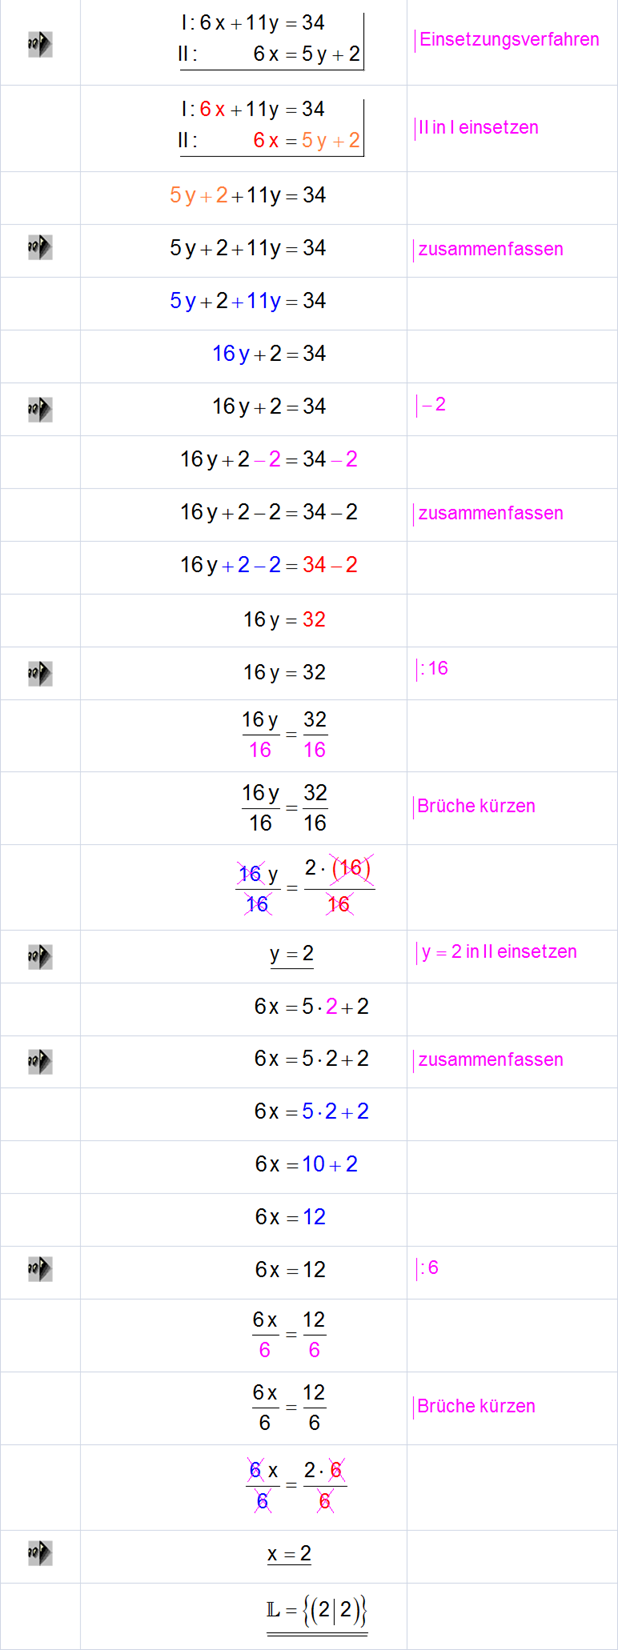 I: 6x + 11y = 34
II: 6x = 5y + 2 | Einsetzungsverfahren
I: 6x + 11y = 34
II: 6x = 5y + 2 | II in I einsetzen
5y + 2 + 11y = 34
5y + 2 + 11y = 34 | zusammenfassen
5y + 2 + 11y = 34
16y + 2 = 34
16y + 2 = 34 | − 2
16y + 2 − 2 = 34 − 2
16y + 2 − 2 = 34 − 2 | zusammenfassen
16y + 2 − 2 = 34 − 2
16y = 32
16y = 32 | : 16
16y/16 = 32/16
16y/16 = 32/16 | Brüche kürzen
16 y/16 = 2 · (16)/16
y = 2 | y = 2 in II einsetzen
6x = 5 · 2 + 2
6x = 5 · 2 + 2 | zusammenfassen
6x = 5 · 2 + 2
6x = 10 + 2
6x = 12
6x = 12 | : 6
6x/6 = 12/6
6x/6 = 12/6 | Brüche kürzen
6 x/6 = 2 · 6/6
x = 2
𝕃 = {(2|2)}